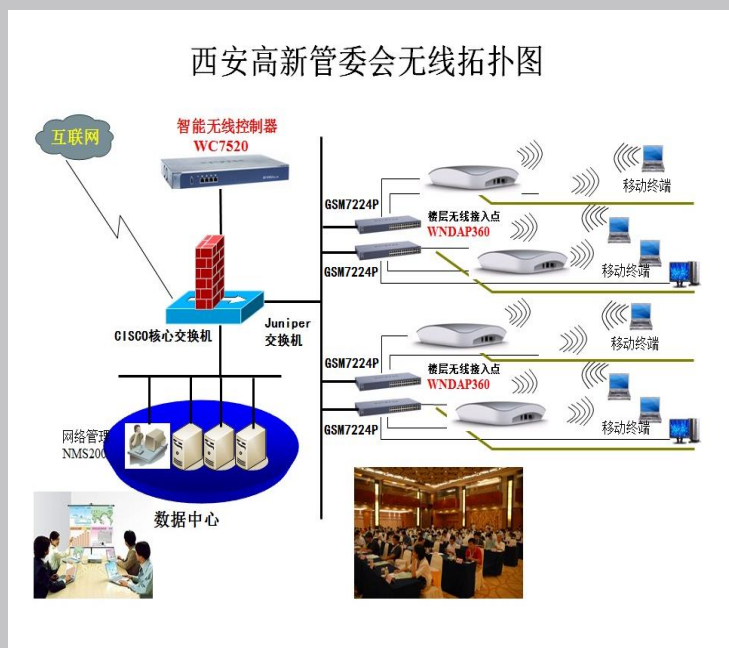 西安高新管委会无线拓扑图
互联网
智能无线控制器
WC7520
移动终端
GSM7224P
楼层无线接入点
WNDAP360
GSM7224P
移动终端
CISCO核心交换机
Juniper
交换机
移动终端
GSM7224P
楼层无线接入点
WNDAP360
GSM7224P
移动终端
网络管理
NMS200
数据中心